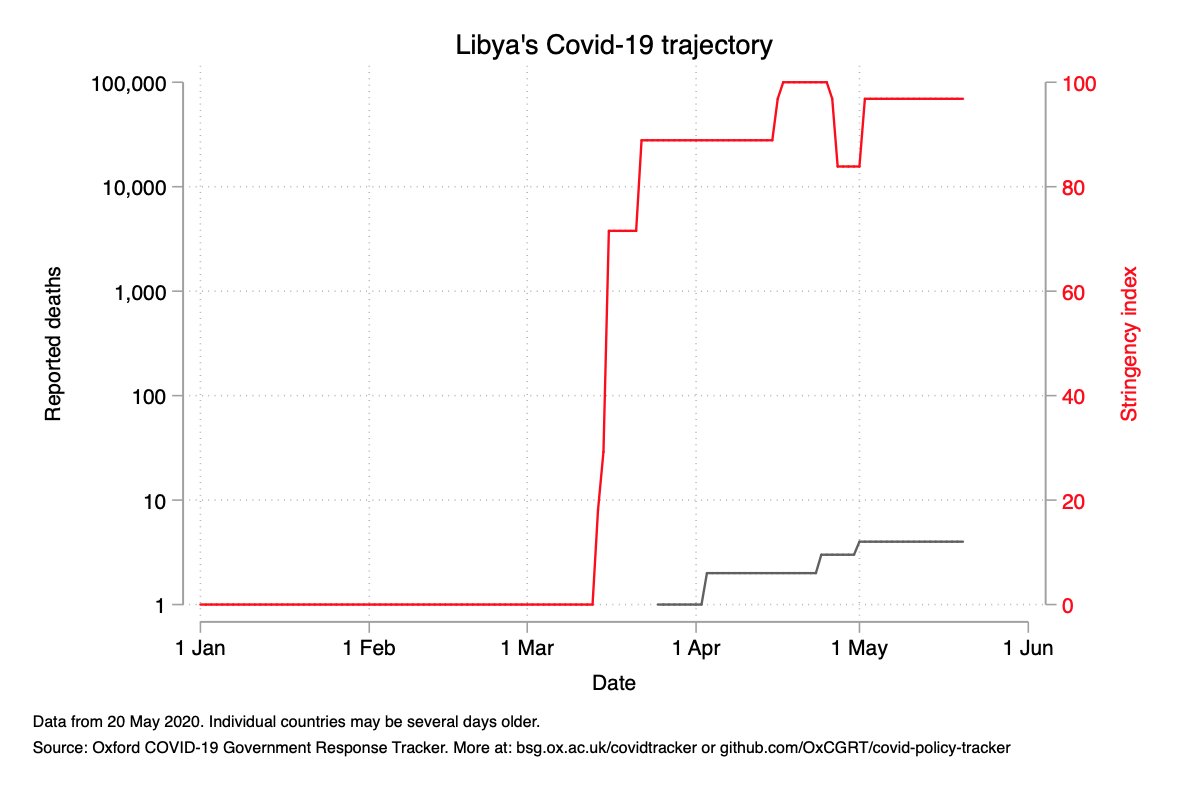 Libya's Covid-19 trajectory
100,000
10,000
1,000
100
10
1
Reported deaths
100
80
60
40
20
0
Stringency index
1 Jan 1 Feb 1 Mar 1 Apr 1 May 1 Jun
Date
Data from 20 May 2020. Individual countries may be several days older.
Source: Oxford COVID-19 Government Response Tracker. More at: bsg.ox.ac.uk/covidtracker or github.com/OxCGRT/covid-policy-tracker